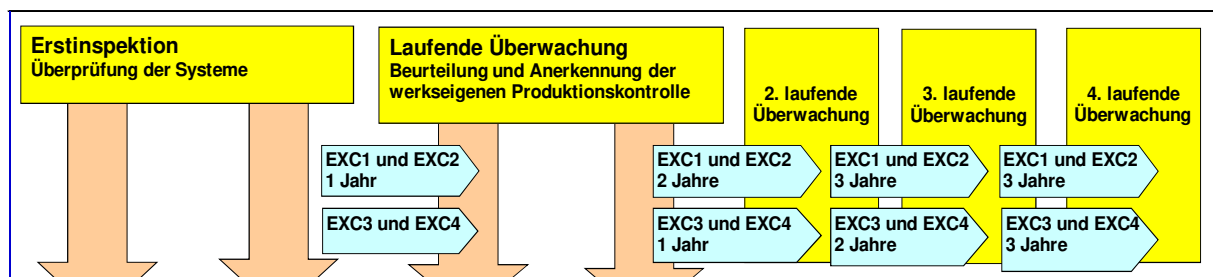 Erstinspektion
Überprüfung der Systeme
Laufende Überwachung
Beurteilung und Anerkennung der
werkseigenen Produktionskontrolle
2. laufende
Überwachung
3. laufende
Überwachung
4. laufende
Überwachung
EXC1 und EXC2
1 Jahr
EXC1 und EXC2
2 Jahre
EXC1 und EXC2
3 Jahre
EXC1 und EXC2
3 Jahre
EXC3 und EXC4
EXC3 und EXC4
1 Jahr
EXC3 und EXC4
2 Jahre
EXC3 und EXC4
3 Jahre